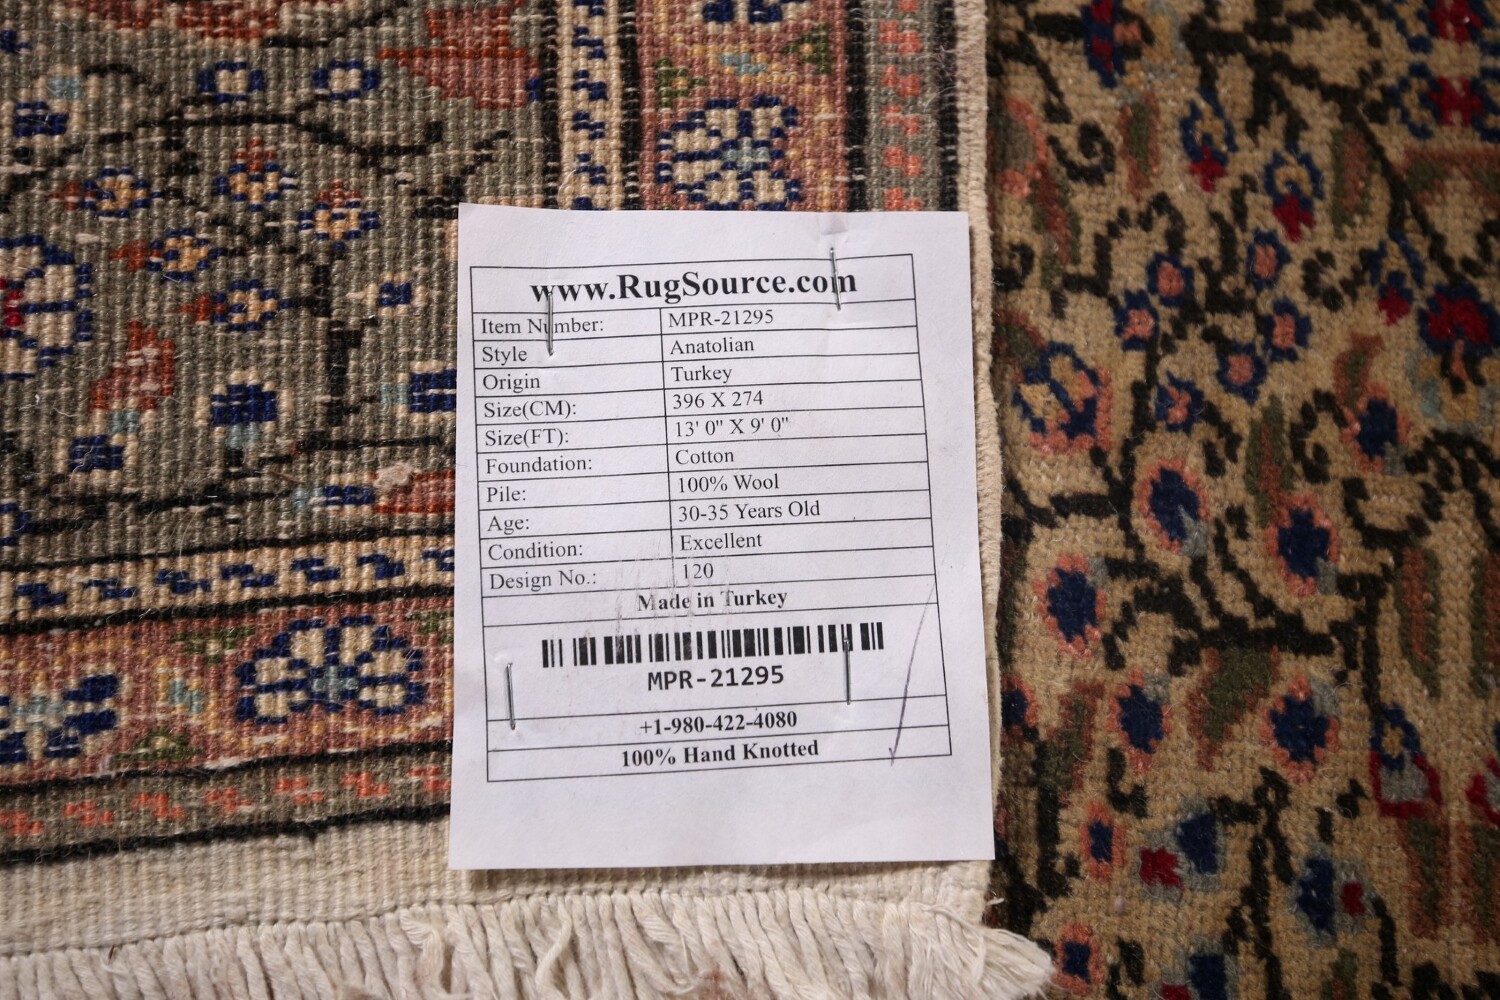 www.RugSource.com
Item Number: MPR-21295
Style Anatolian
Origin Turkey
Size(CM): 396 X 274
Size(FT): 13' 0" X 9' 0"
Foundation: Cotton
Pile: 100% Wool
Age: 30-35 Years Old
Condition: Excellent
Design No.: 120
Made in Turkey
MPR-21295
+1-980-422-4080
100% Hand Knotted